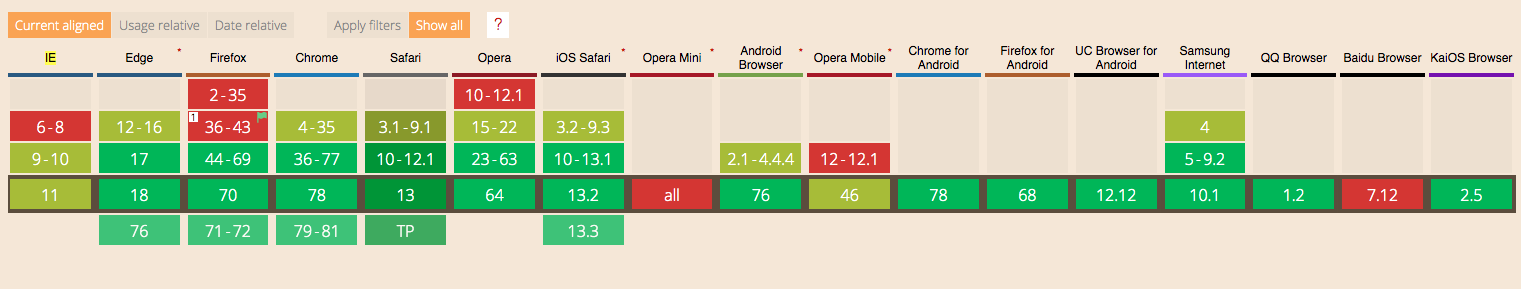 Current aligned Usage relative Date relative Apply filters Show all ?
IE Edge * Firefox Chrome Safari Opera iOS Safari * Opera Mini * Android Browser * Opera Mobile * Chrome for Android Firefox for Android UC Browser for Android Samsung Internet QQ Browser Baidu Browser KaiOS Browser
2-35 10-12.1
6-8 12-16 1 36-43 4-35 3.1-9.1 15-22 3.2-9.3 4
9-10 17 44-69 36-77 10-12.1 23-63 10-13.1 2.1-4.4.4 12-12.1 5-9.2
11 18 70 78 13 64 13.2 all 76 46 78 68 12.12 10.1 1.2 7.12 2.5
76 71-72 79-81 TP 13.3